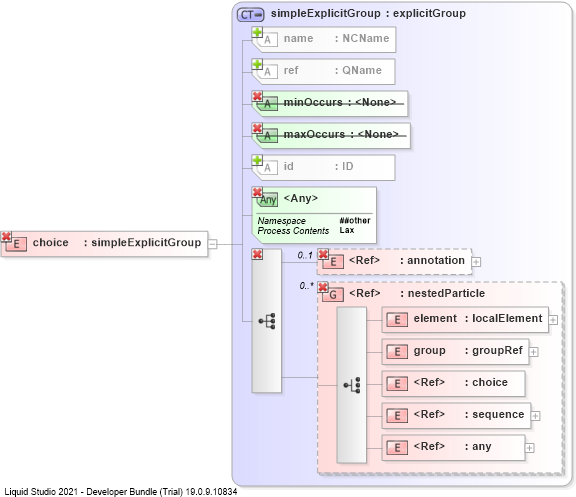 CT simpleExplicitGroup : explicitGroup
A name : NCName
A ref : QName
A minOccurs : <None>
A maxOccurs : <None>
A id : ID
Any <Any>
Namespace ##other
Process Contents Lax
E choice : simpleExplicitGroup
0..1 E <Ref> : annotation
0..* G <Ref> : nestedParticle
E element : localElement
E group : groupRef
E <Ref> : choice
E <Ref> : sequence
E <Ref> : any
Liquid Studio 2021 - Developer Bundle (Trial) 19.0.9.10834